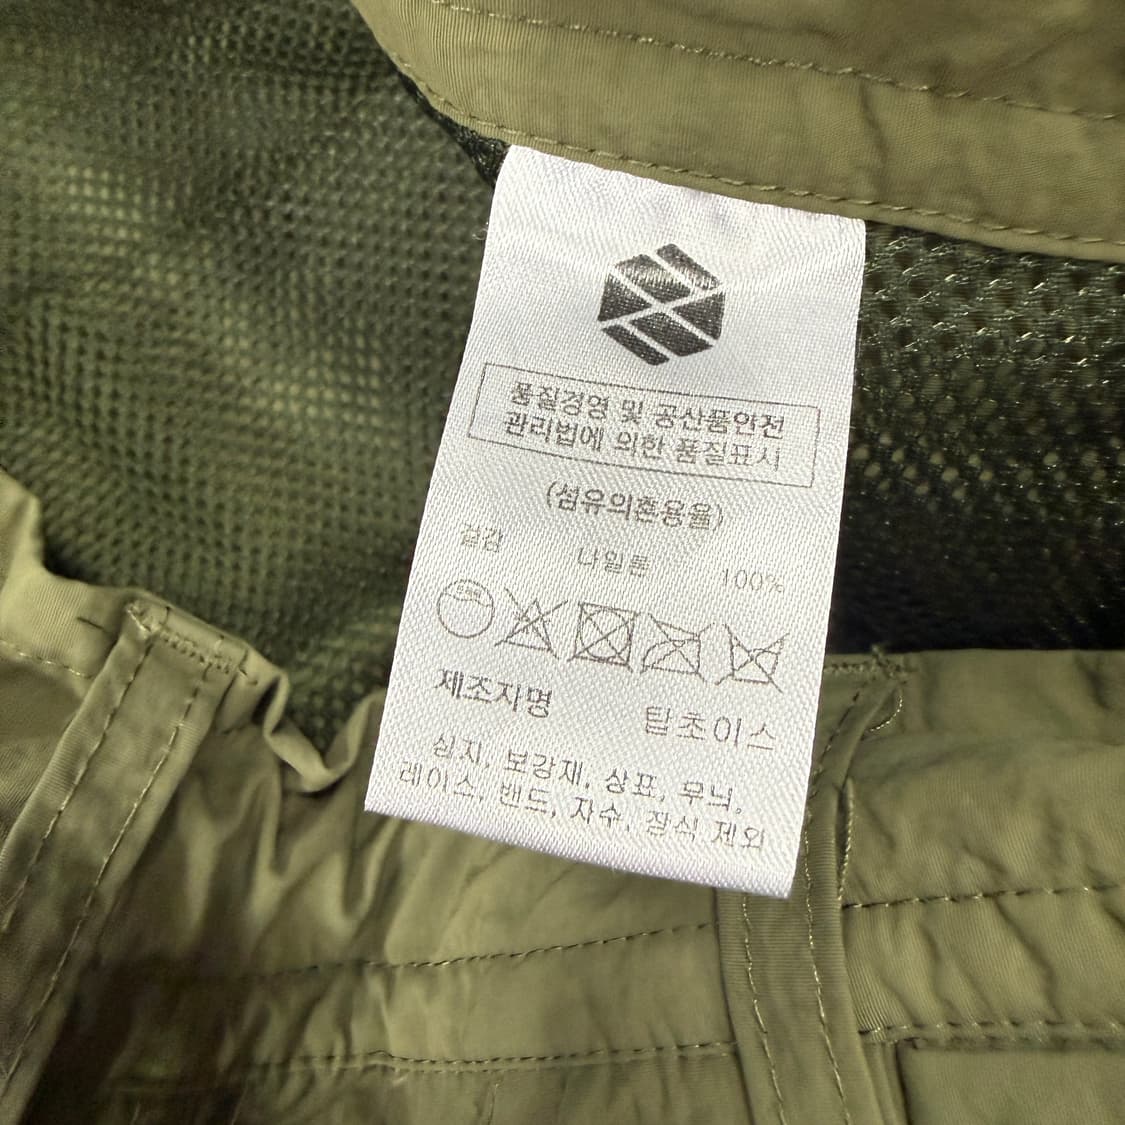 품질경영 및 공산품안전
관리법에 의한 품질표시
(섬유의혼용율)
겉감 나일론 100%
제조자명 탑초이스
심지, 보강재, 상표, 무늬,
레이스, 밴드, 자수, 장식 제외